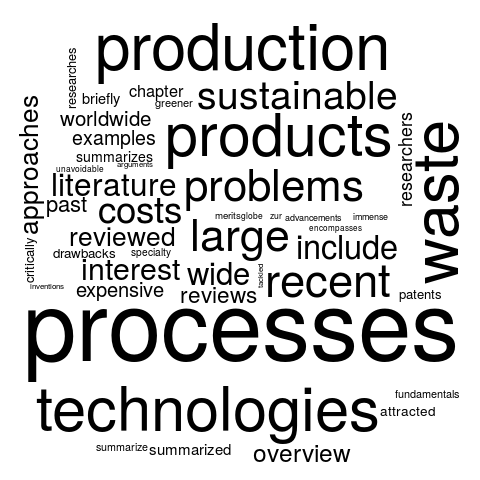 production
researches
briefly
chapter
greener
sustainable
worldwide
examples
products
researchers
approaches
summarizes
unavoidable
arguments
literature
problems
waste
past
costs
meritsglobe
zur
advancements
immense
encompasses
reviewed
large
include
critically
drawbacks
specialty
interest
wide
tackled
recent
inventions
expensive
reviews
patents
processes
technologies
fundamentals
attracted
summarize
summarized
overview